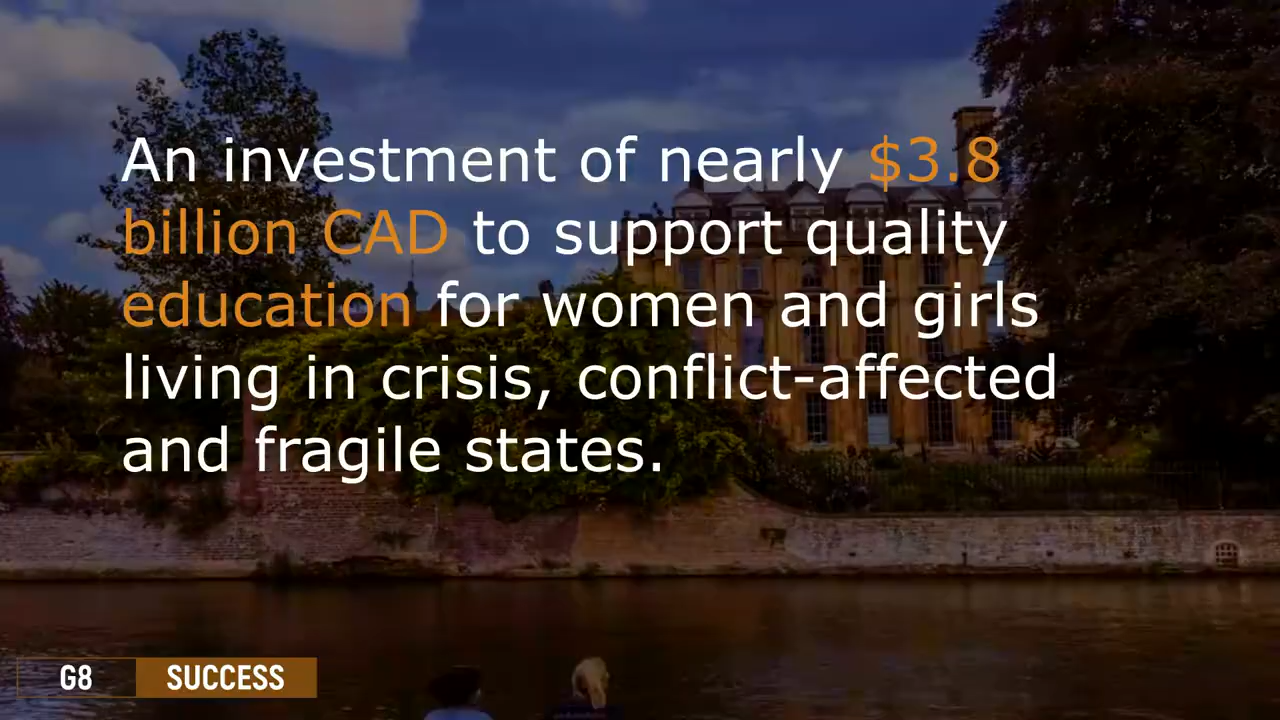 An investment of nearly $3.8
billion CAD to support quality
education for women and girls
living in crisis, conflict-affected
and fragile states.
G8 SUCCESS